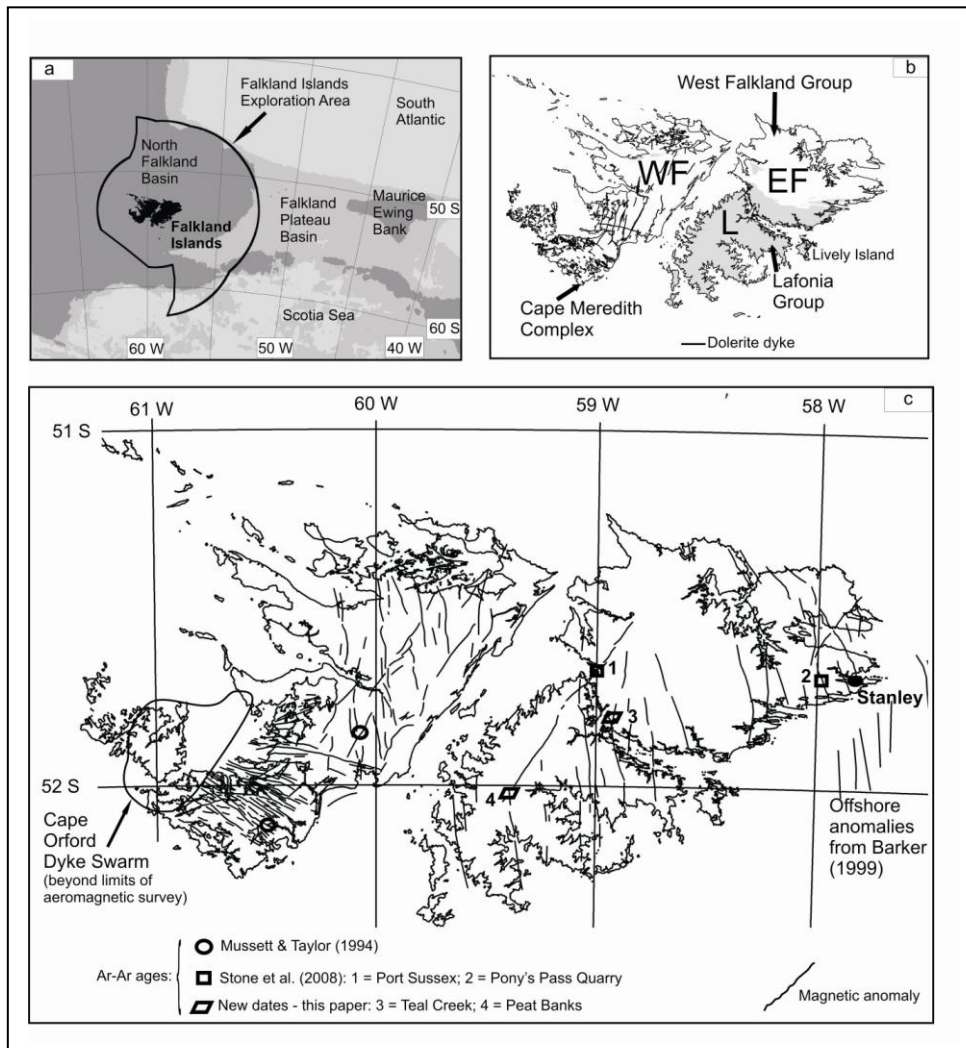 a
Falkland Islands
Exploration Area
South
Atlantic
North
Falkland
Basin
Falkland
Islands
Falkland
Plateau
Basin
Maurice
Ewing
Bank
50 S
Scotia Sea
60 S
60 W
50 W
40 W
b
West Falkland Group
WF
EF
L
Lively Island
Lafonia
Group
Cape Meredith
Complex
Dolerite dyke
c
61 W
60 W
59 W
58 W
51 S
1
2
Stanley
3
52 S
4
Cape
Orford
Dyke Swarm
(beyond limits of
aeromagnetic survey)
Offshore
anomalies
from Barker
(1999)
Ar-Ar ages:
Mussett & Taylor (1994)
Stone et al. (2008): 1 = Port Sussex; 2 = Pony's Pass Quarry
New dates - this paper: 3 = Teal Creek; 4 = Peat Banks
Magnetic anomaly